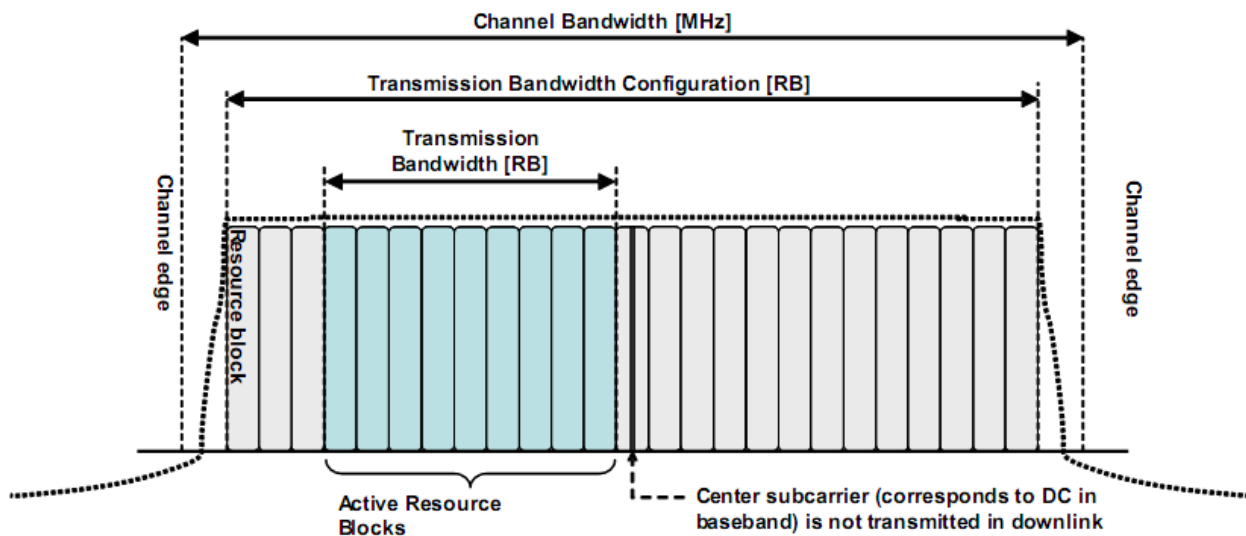 Channel Bandwidth [MHz]
Transmission Bandwidth Configuration [RB]
Transmission
Bandwidth [RB]
Channel edge
Resource block
Channel edge
Active Resource
Blocks
Center subcarrier (corresponds to DC in
baseband) is not transmitted in downlink